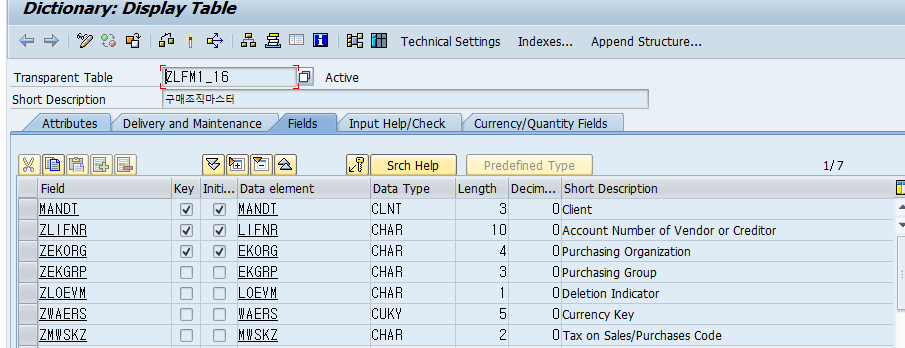 Dictionary: Display Table
Technical Settings Indexes... Append Structure...
Transparent Table ZLFM1_16 Active
Short Description 구매조직마스터
Attributes Delivery and Maintenance Fields Input Help/Check Currency/Quantity Fields
Srch Help Predefined Type 1/7
Field Key Initi... Data element Data Type Length Decim... Short Description
MANDT MANDT CLNT 3 0 Client
ZLIFNR LIFNR CHAR 10 0 Account Number of Vendor or Creditor
ZEKORG EKORG CHAR 4 0 Purchasing Organization
ZEKGRP EKGRP CHAR 3 0 Purchasing Group
ZLOEVM LOEVM CHAR 1 0 Deletion Indicator
ZWAERS WAERS CUKY 5 0 Currency Key
ZMWSKZ MWSKZ CHAR 2 0 Tax on Sales/Purchases Code